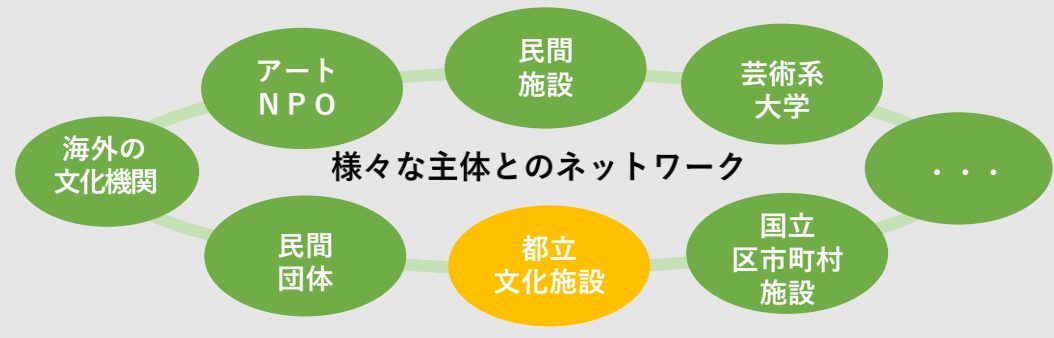 民間
施設
アート
ＮＰＯ
芸術系
大学
海外の
文化機関
様々な主体とのネットワーク
・・・
民間
団体
都立
文化施設
国立
区市町村
施設